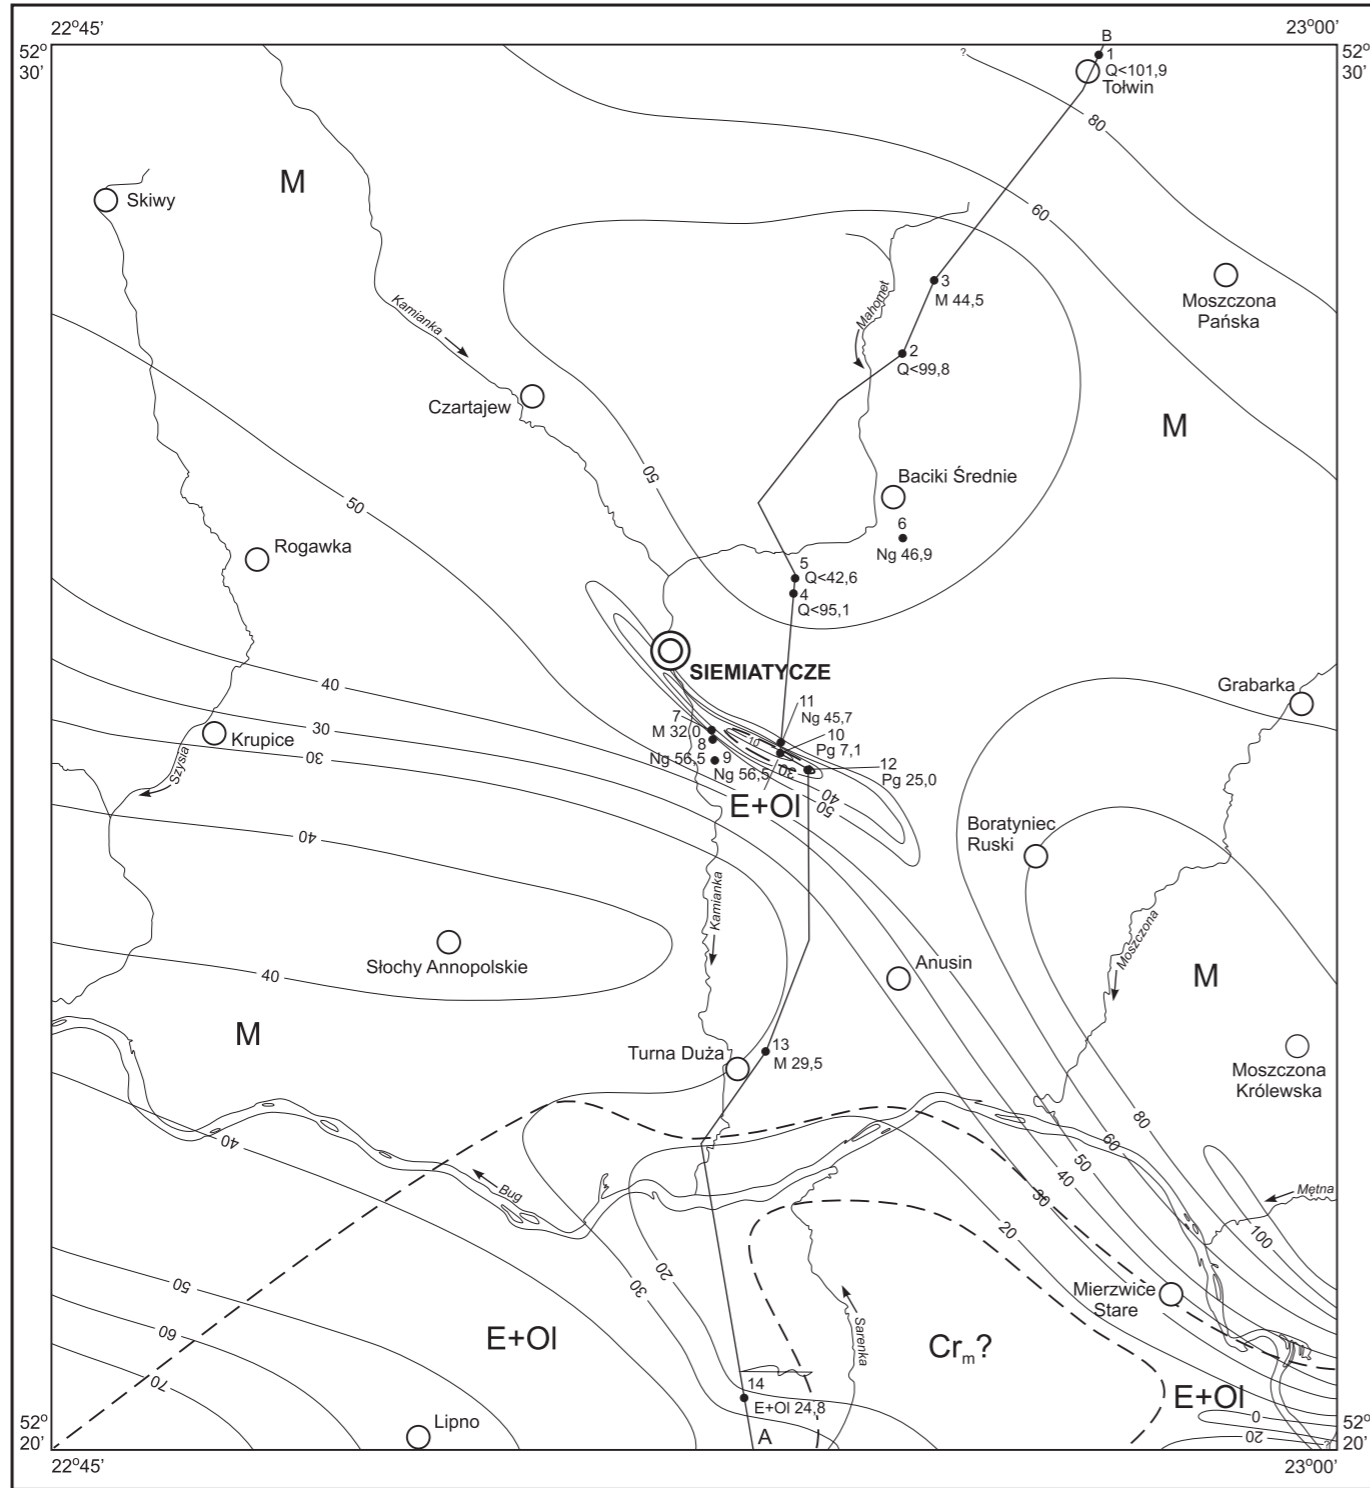 22°45'
23°00'
52°
30'
52°
30'
B
?
1
Q<101,9
Tołwin
80
M
Skiwy
60
3
M 44,5
Moszczona
Pańska
Mahomet
Kamianka
2
Q<99,8
Czartajew
M
50
50
Baciki Średnie
6
Ng 46,9
Rogawka
5
Q<42,6
4
Q<95,1
SIEMIATYCZE
40
Grabarka
11
Ng 45,7
7
M 32,0
10
30
Krupice
10
Pg 7,1
8
Ng 56,5
9
Ng 56,5
30
12
Pg 25,0
Szysia
30
40
50
E+Ol
40
Boratyniec
Ruski
Kamianka
Moszczona
Słochy Annopolskie
40
Anusin
M
M
Turna Duża
13
M 29,5
Moszczona
Królewska
80
40
60
50
40
30
Bug
Mętna
20
100
50
20
30
Mierzwice
Stare
60
E+Ol
Sarenka
Crm?
70
14
E+Ol 24,8
E+Ol
Lipno
0
20
A
?
52°
20'
52°
20'
22°45'
23°00'